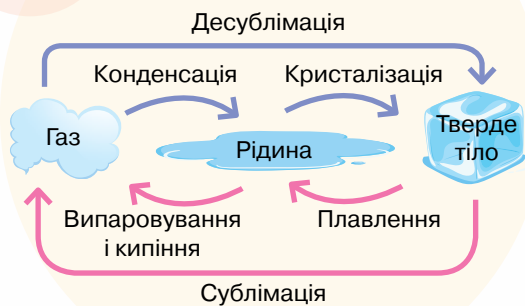 Десублімація
Конденсація
Кристалізація
Газ
Рідина
Тверде
тіло
Випаровування
і кипіння
Плавлення
Сублімація